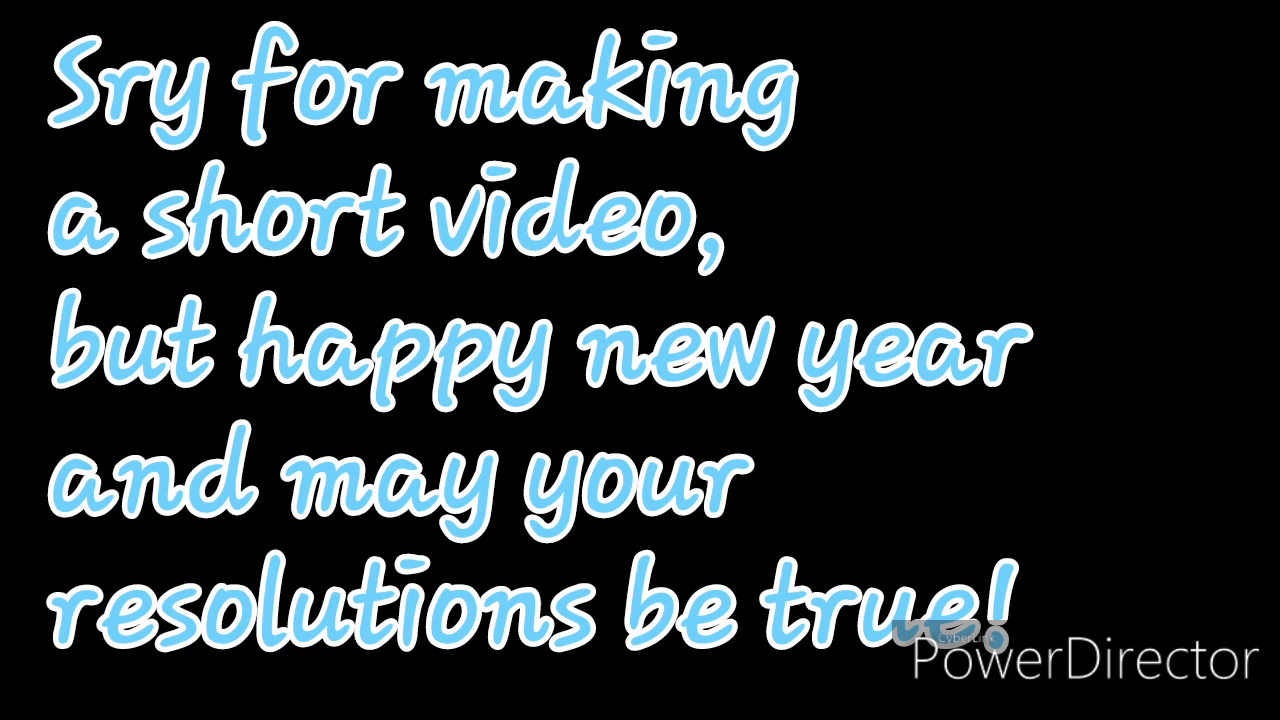 Sry for making
a short video,
but happy new year
and may your
resolutions be true!
CyberLink
PowerDirector